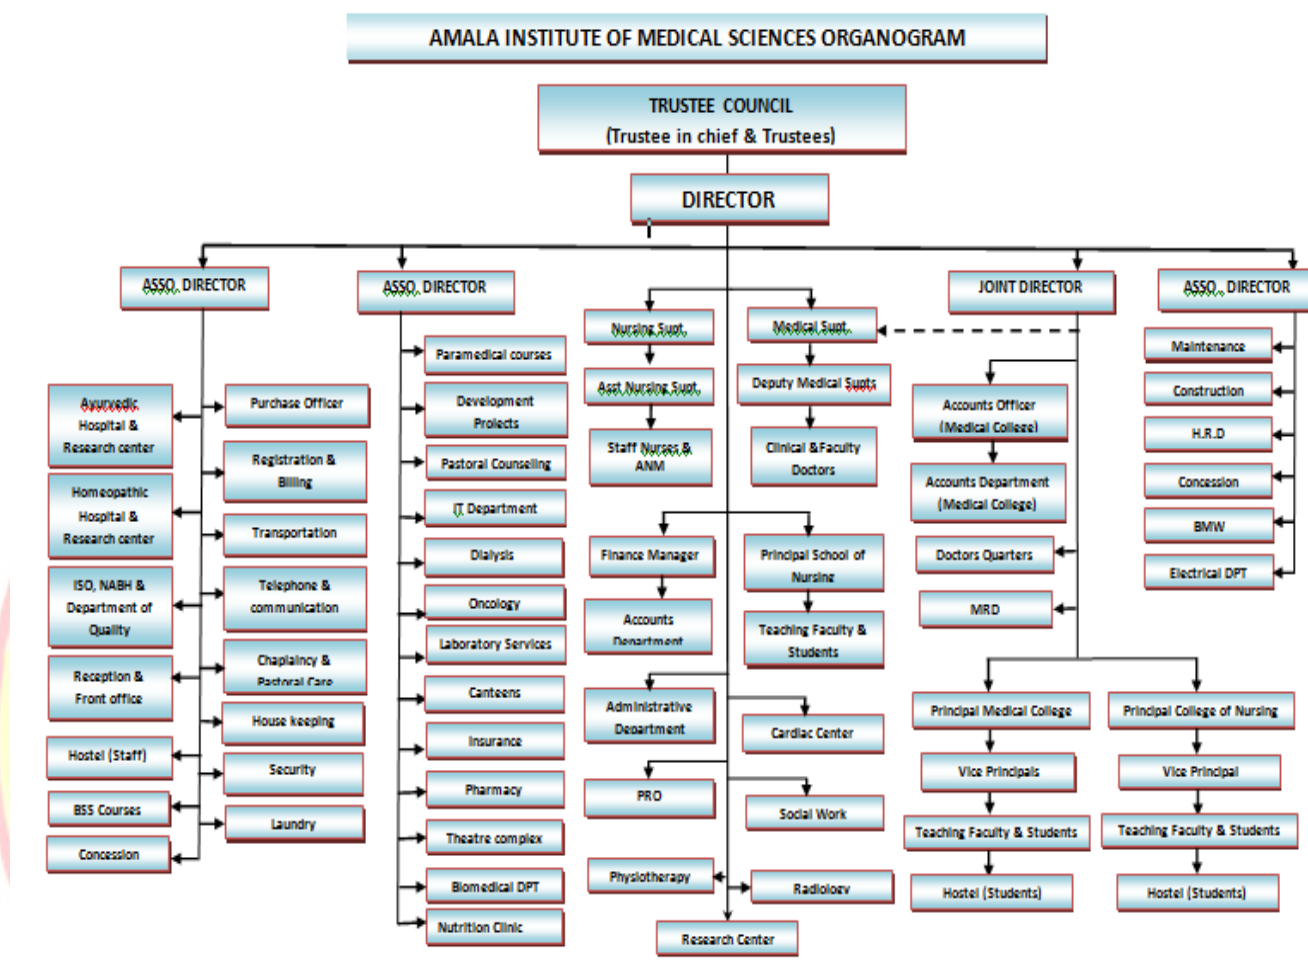 AMALA INSTITUTE OF MEDICAL SCIENCES ORGANOGRAM
TRUSTEE COUNCIL
(Trustee in chief & Trustees)
DIRECTOR
ASSO. DIRECTOR
Ayurvedic
Hospital &
Research center
Homeopathic
Hospital &
Research center
ISO, NABH &
Department of
Quality
Reception &
Front office
Hostel (Staff)
BSS Courses
Concession
Purchase Officer
Registration &
Billing
Transportation
Telephone &
communication
Chaplaincy &
Pastoral Care
House keeping
Security
Laundry
ASSO. DIRECTOR
Paramedical courses
Development
Projects
Pastoral Counseling
IT Department
Dialysis
Oncology
Laboratory Services
Canteens
Insurance
Pharmacy
Theatre complex
Biomedical DPT
Nutrition Clinic
Nursing Supt.
Asst Nursing Supt.
Staff Nurses &
ANM
Medical Supt.
Deputy Medical Supts
Clinical &Faculty
Doctors
Finance Manager
Accounts
Department
Principal School of
Nursing
Teaching Faculty &
Students
Administrative
Department
Cardiac Center
PRO
Social Work
Physiotherapy
Radiology
Research Center
JOINT DIRECTOR
Accounts Officer
(Medical College)
Accounts Department
(Medical College)
Doctors Quarters
MRD
Principal Medical College
Vice Principals
Teaching Faculty & Students
Hostel (Students)
Principal College of Nursing
Vice Principal
Teaching Faculty & Students
Hostel (Students)
ASSO.. DIRECTOR
Maintenance
Construction
H.R.D
Concession
BMW
Electrical DPT